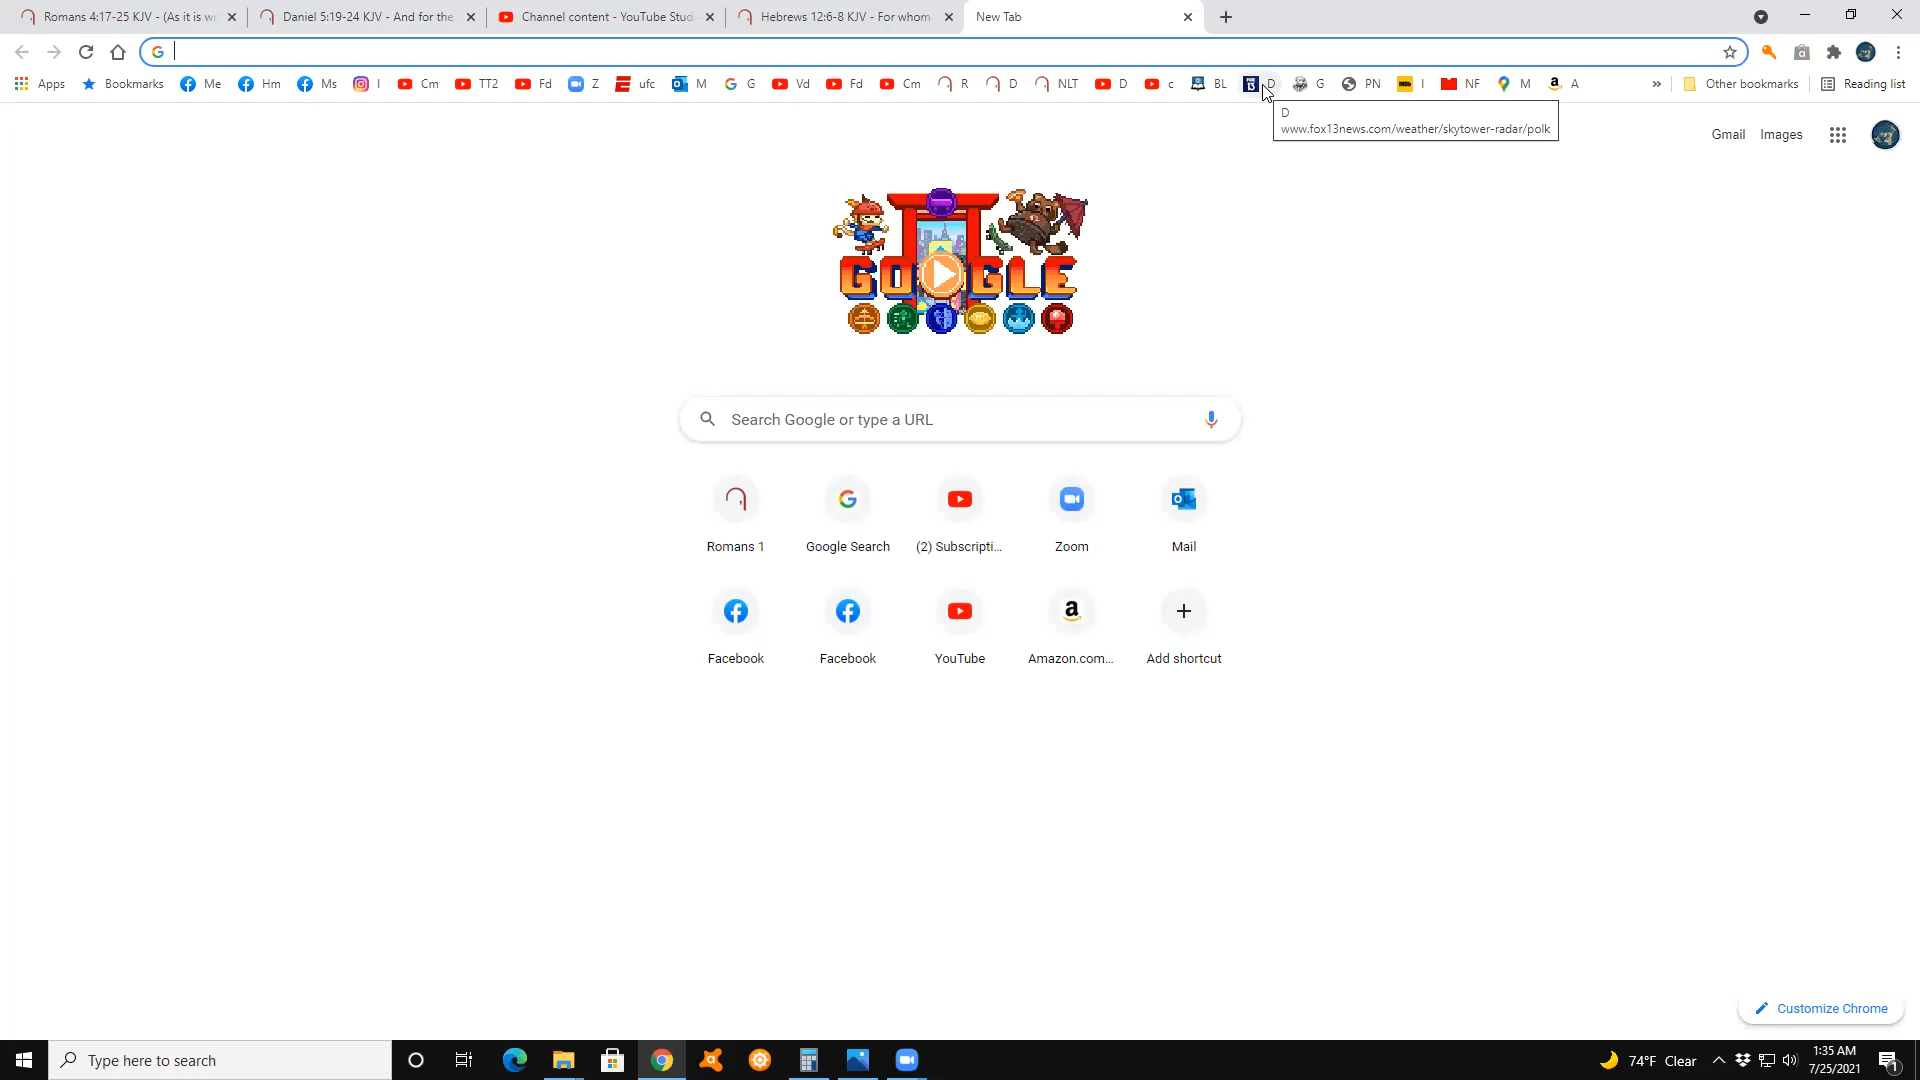 Romans 4:17-25 KJV - (As it is wr
Daniel 5:19-24 KJV - And for the
Channel content - YouTube Studi
Hebrews 12:6-8 KJV - For whom
New Tab
Apps
Bookmarks
Me
Hm
Ms
I
Cm
TT2
Fd
Z
ufc
M
G
Vd
Fd
Cm
R
D
NLT
D
c
BL
D
G
PN
I
NF
M
A
»
Other bookmarks
Reading list
D
www.fox13news.com/weather/skytower-radar/polk
Gmail
Images
GOOGLE
Search Google or type a URL
Romans 1
Google Search
(2) Subscripti...
Zoom
Mail
Facebook
Facebook
YouTube
Amazon.com...
Add shortcut
Customize Chrome
Type here to search
74°F Clear
1:35 AM
7/25/2021
1